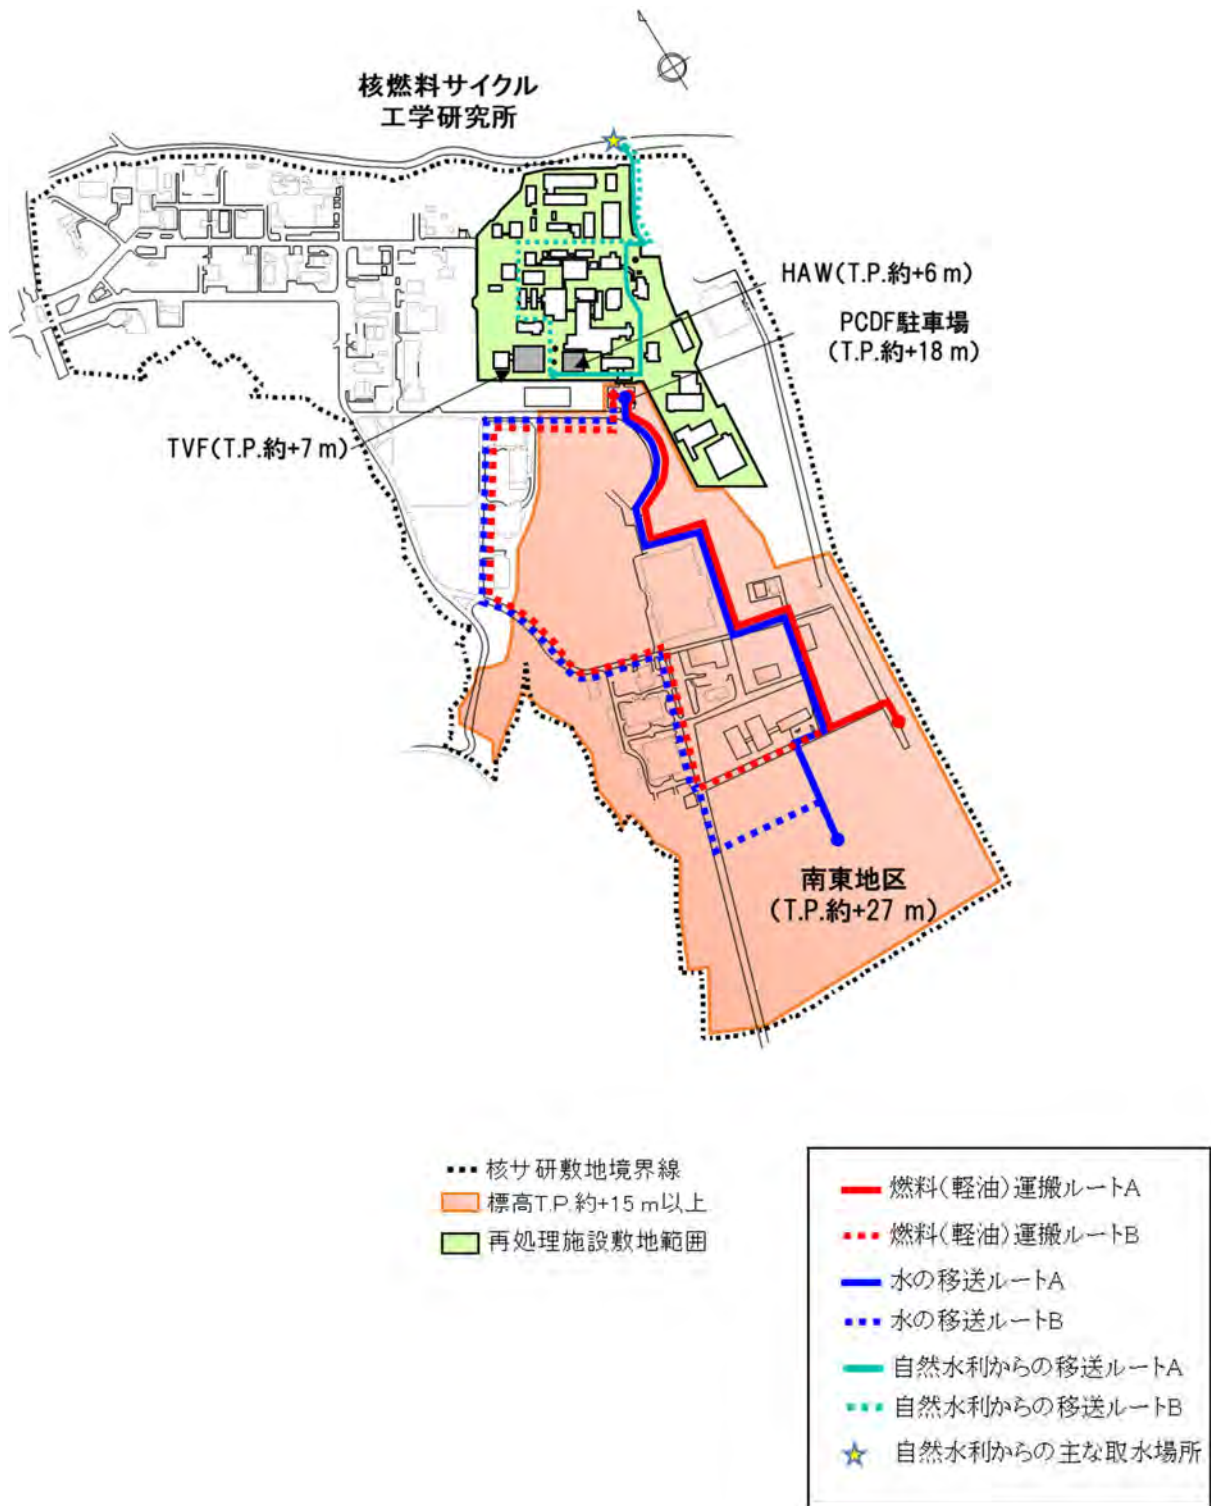 核燃料サイクル
工学研究所
HAW(T.P.約+6 m)
PCDF駐車場
(T.P.約+18 m)
TVF(T.P.約+7 m)
南東地区
(T.P.約+27 m)
核サ研敷地境界線
標高T.P.約+15 m以上
再処理施設敷地範囲
燃料(軽油)運搬ルートA
燃料(軽油)運搬ルートB
水の移送ルートA
水の移送ルートB
自然水利からの移送ルートA
自然水利からの移送ルートB
自然水利からの主な取水場所